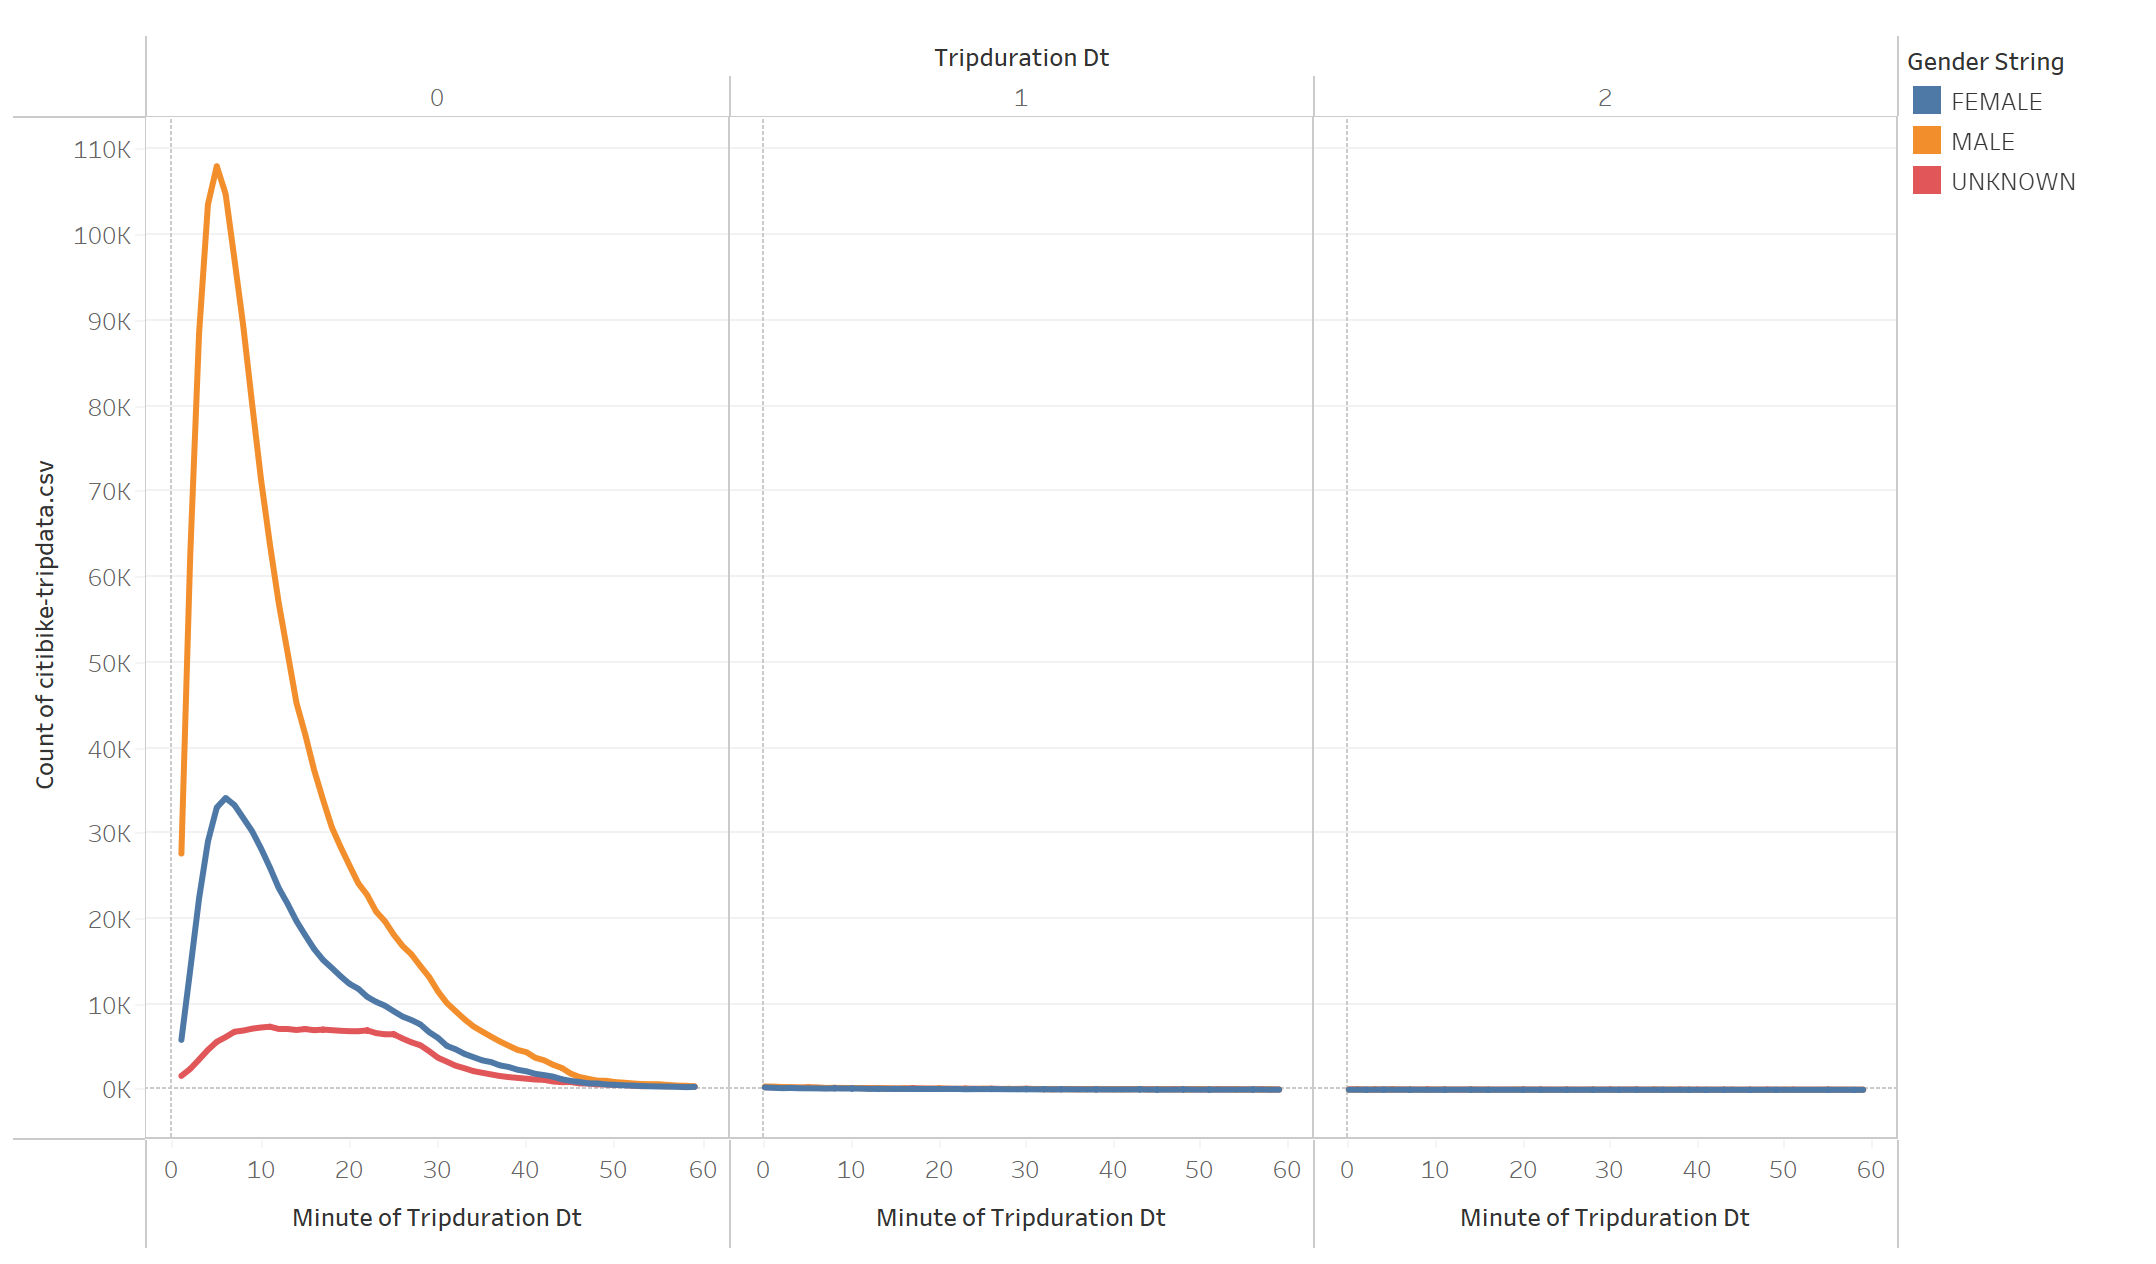 Tripduration Dt
0 1 2
Gender String
FEMALE
MALE
UNKNOWN
Count of citibike-tripdata.csv
110K
100K
90K
80K
70K
60K
50K
40K
30K
20K
10K
0K
0 10 20 30 40 50 60 0 10 20 30 40 50 60 0 10 20 30 40 50 60
Minute of Tripduration Dt Minute of Tripduration Dt Minute of Tripduration Dt